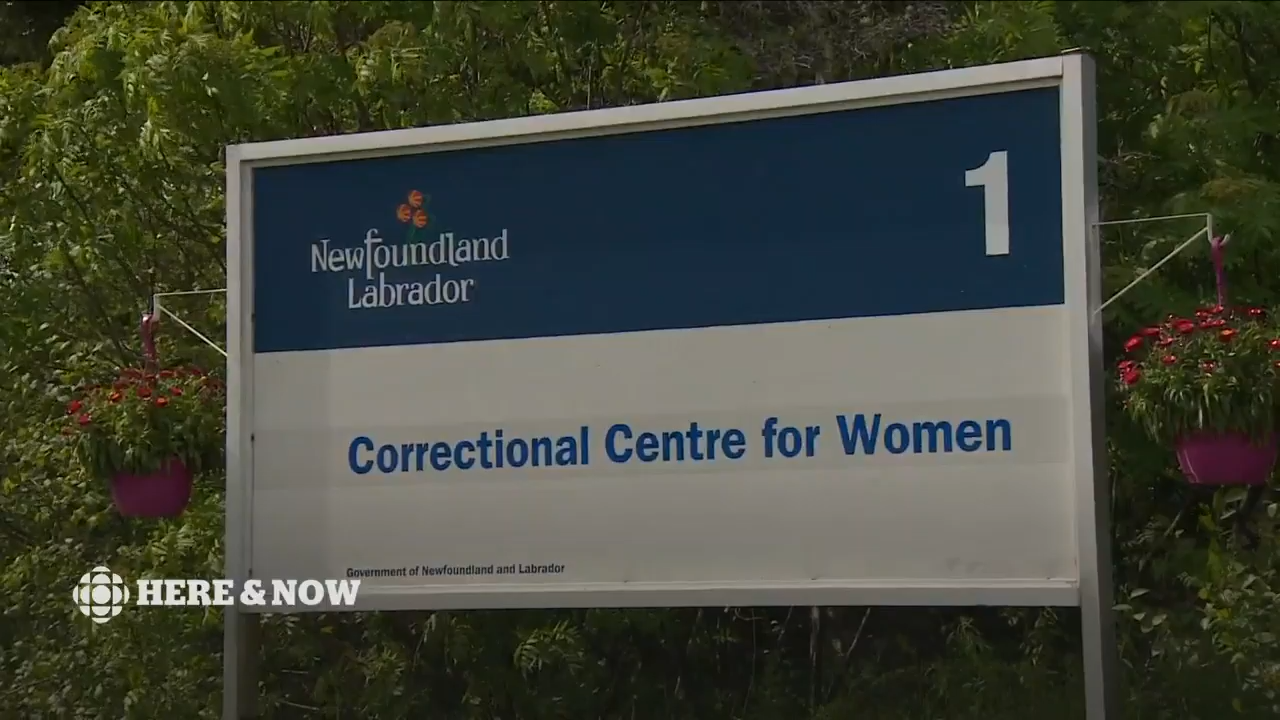 1
Newfoundland
Labrador
Correctional Centre for Women
Government of Newfoundland and Labrador
HERE & NOW